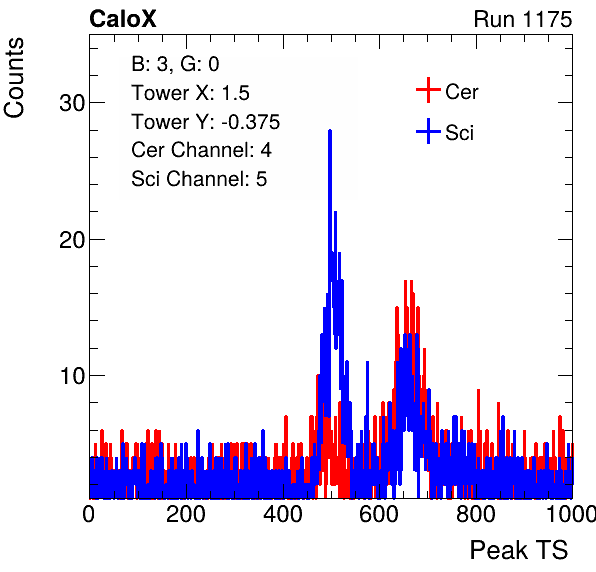 CaloX Run 1175
Counts
B: 3, G: 0
Tower X: 1.5
Tower Y: -0.375
Cer Channel: 4
Sci Channel: 5
Cer
Sci
30
20
10
0 200 400 600 800 1000
Peak TS